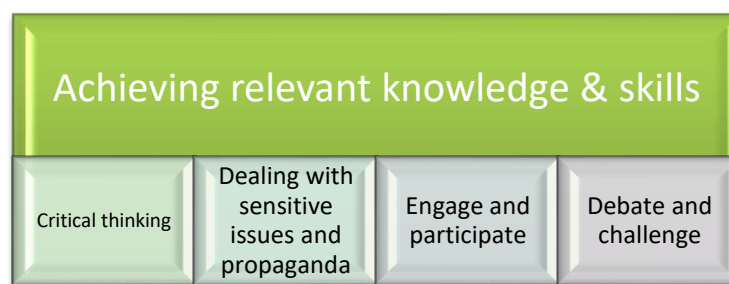 Achieving relevant knowledge & skills
Critical thinking
Dealing with
sensitive
issues and
propaganda
Engage and
participate
Debate and
challenge